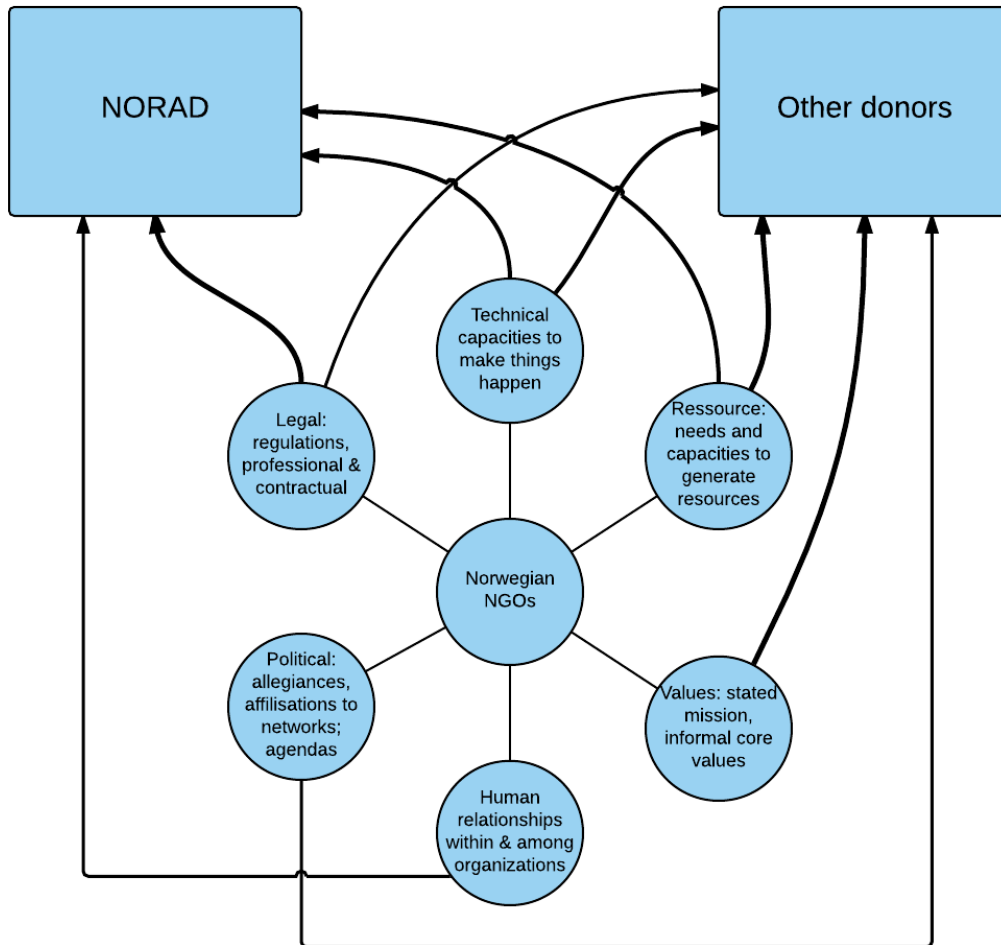 NORAD
Other donors
Technical
capacities to
make things
happen
Legal:
regulations,
professional &
contractual
Ressource:
needs and
capacities to
generate
resources
Norwegian
NGOs
Political:
allegiances,
affilisations to
networks;
agendas
Values: stated
mission,
informal core
values
Human
relationships
within & among
organizations